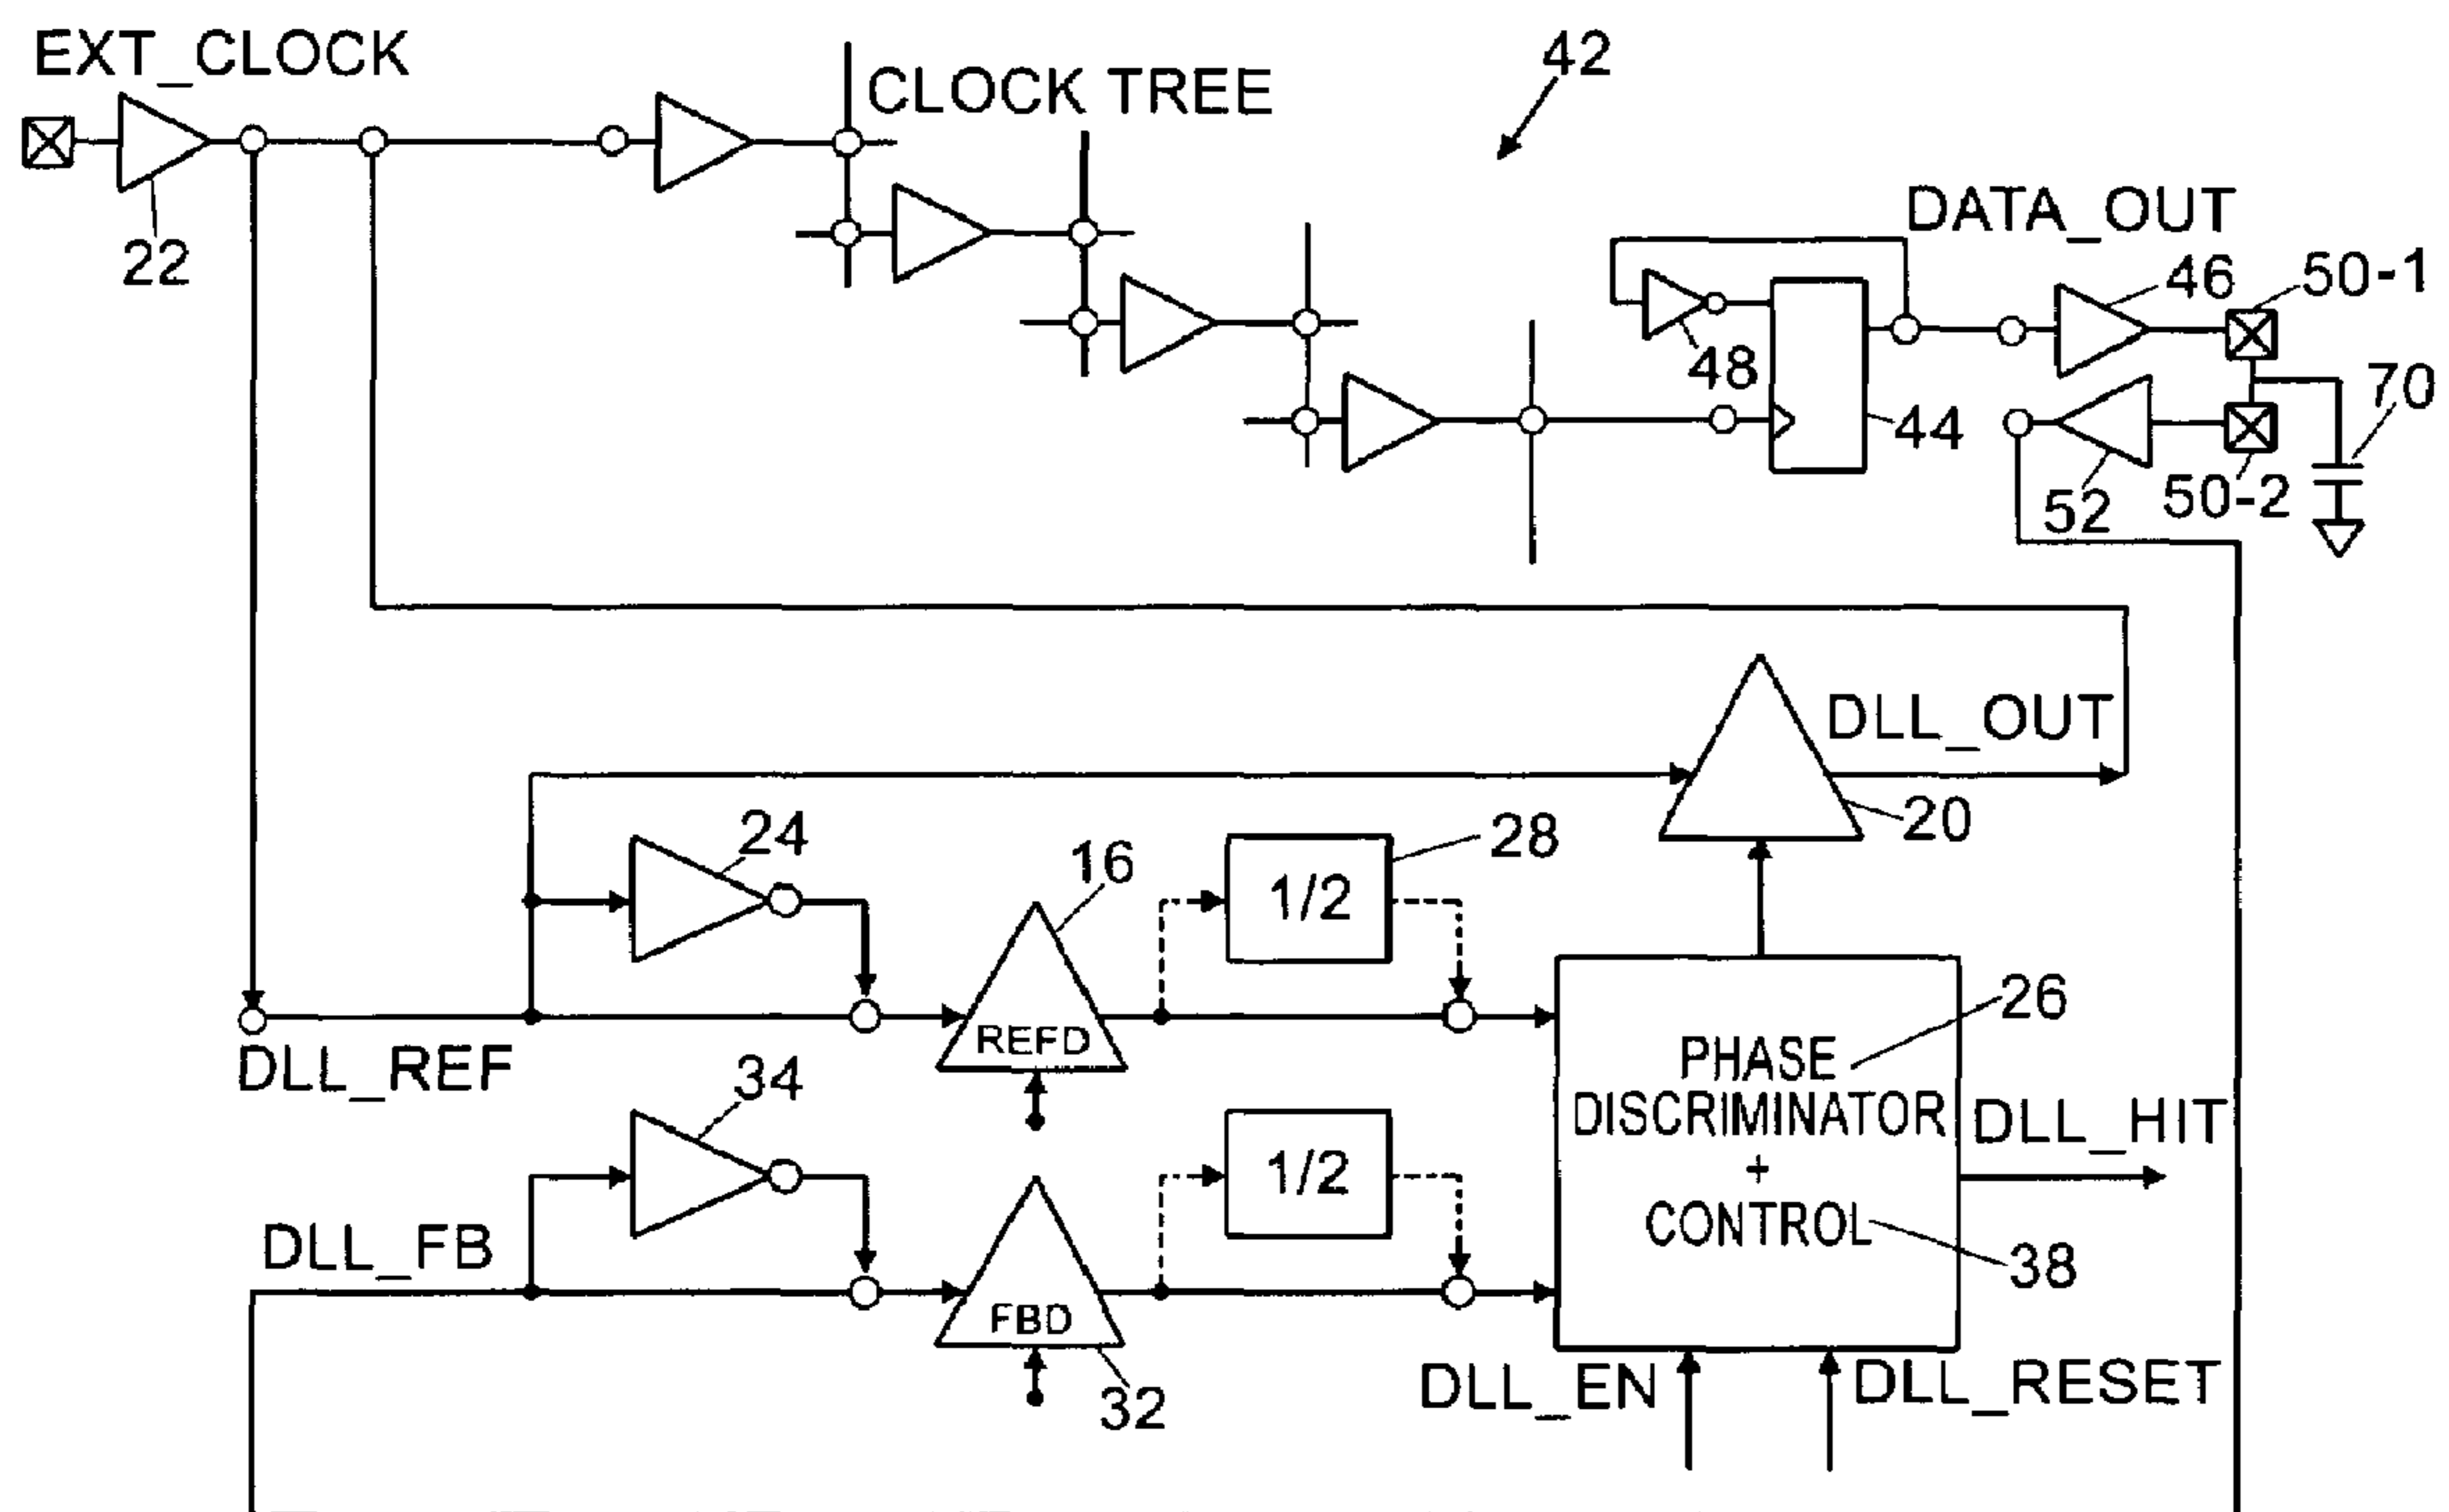 EXT_CLOCK
42
CLOCK TREE
22
DATA_OUT
46
50-1
48
44
70
52
50-2
DLL_OUT
20
24
16
28
1/2
26
REFD
DLL_REF
PHASE
DISCRIMINATOR
+
CONTROL
34
1/2
DLL_HIT
DLL_FB
38
FBD
32
DLL_EN
DLL_RESET